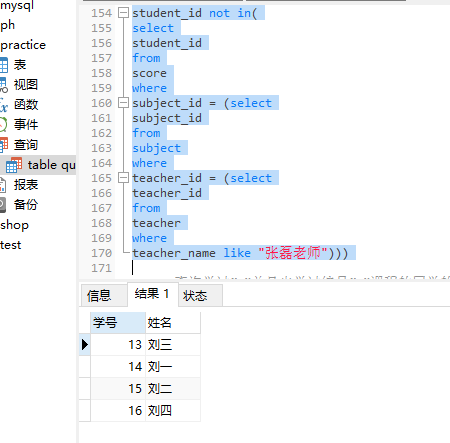 mysql
ph
practice
表
视图
函数
事件
查询
table qu
报表
备份
shop
test
154 student_id not in(
155 select
156 student_id
157 from
158 score
159 where
160 subject_id = (select
161 subject_id
162 from
163 subject
164 where
165 teacher_id = (select
166 teacher_id
167 from
168 teacher
169 where
170 teacher_name like "张磊老师")))
171
信息 结果 1 状态
学号 姓名
13 刘三
14 刘一
15 刘二
16 刘四